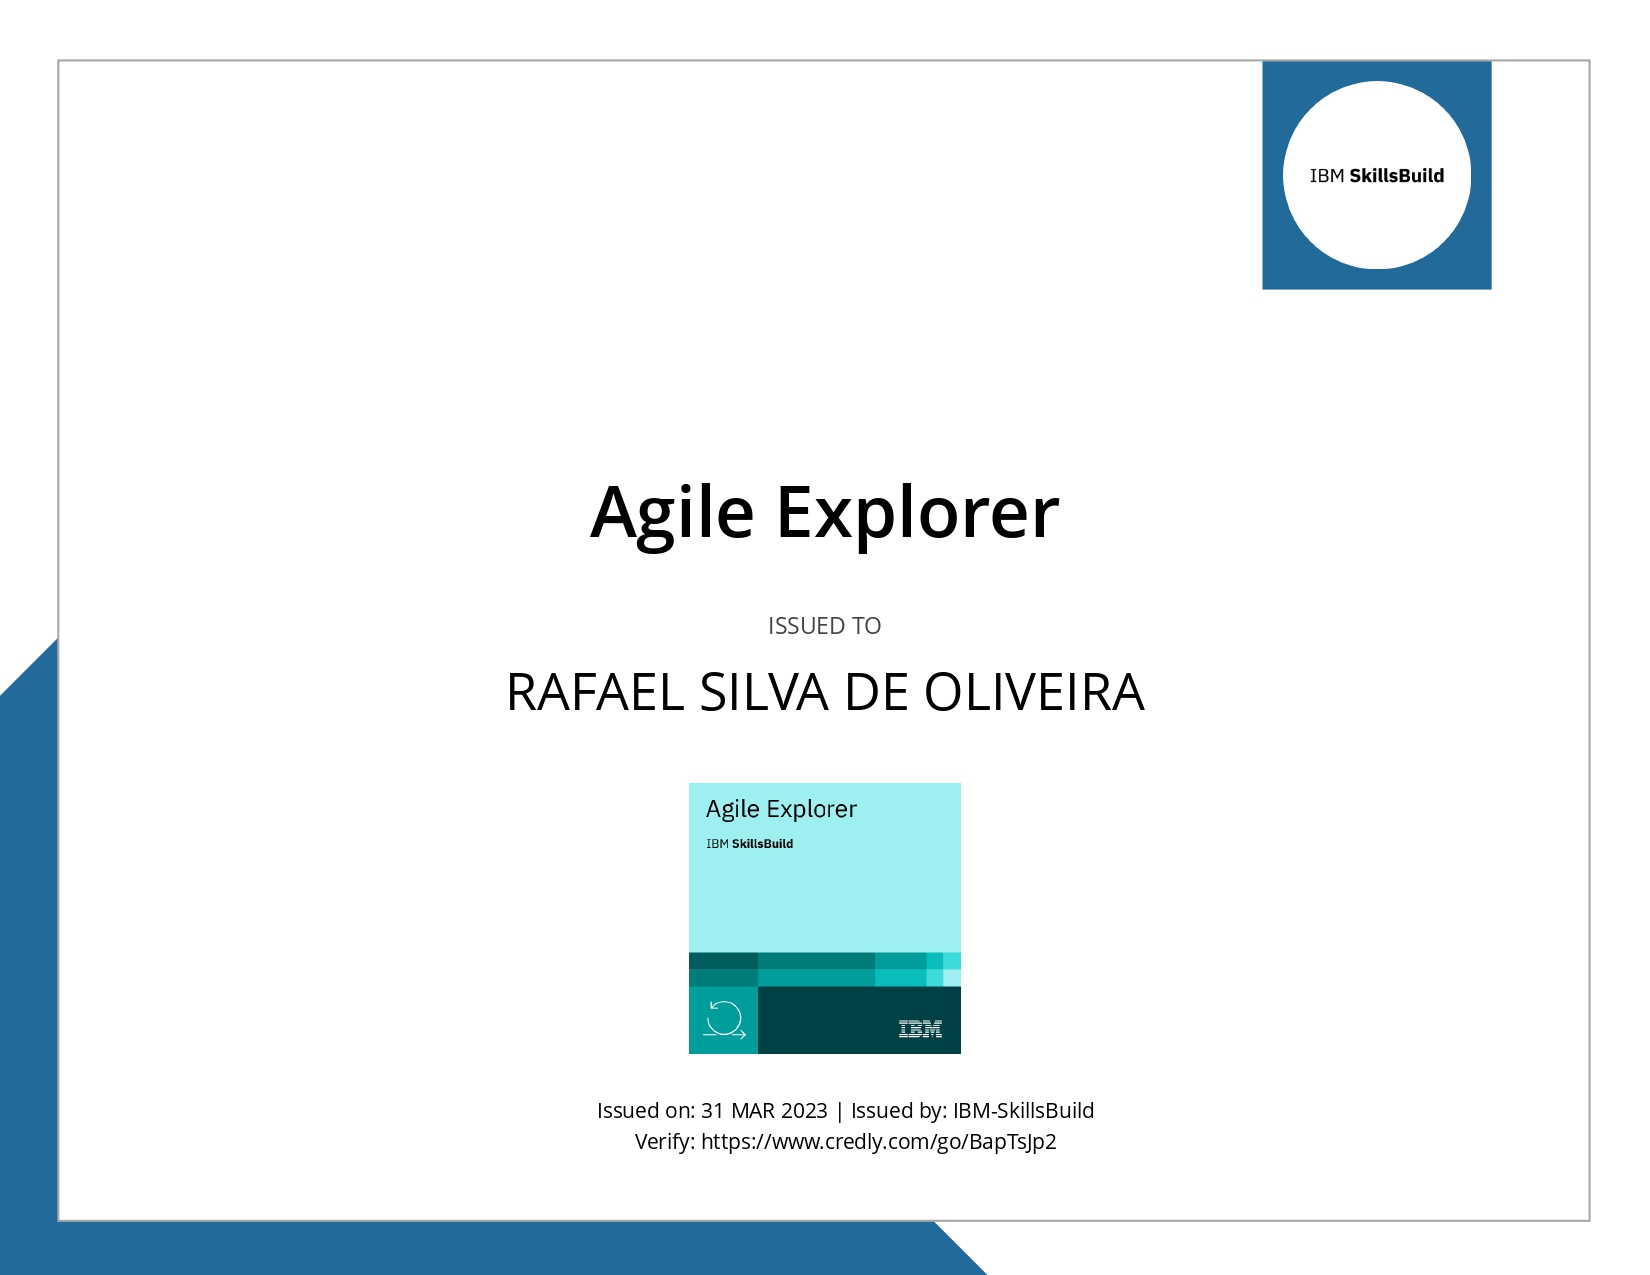 IBM SkillsBuild
Agile Explorer
ISSUED TO
RAFAEL SILVA DE OLIVEIRA
Agile Explorer
IBM SkillsBuild
IBM
Issued on: 31 MAR 2023 | Issued by: IBM-SkillsBuild
Verify: https://www.credly.com/go/BapTsJp2